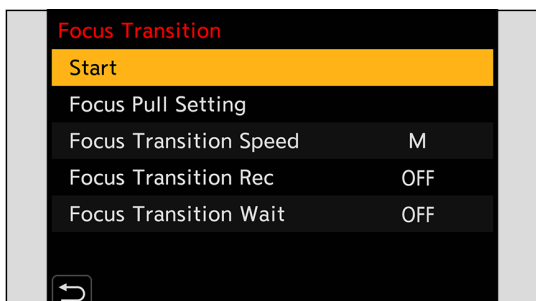 Focus Transition
Start
Focus Pull Setting
Focus Transition Speed M
Focus Transition Rec OFF
Focus Transition Wait OFF